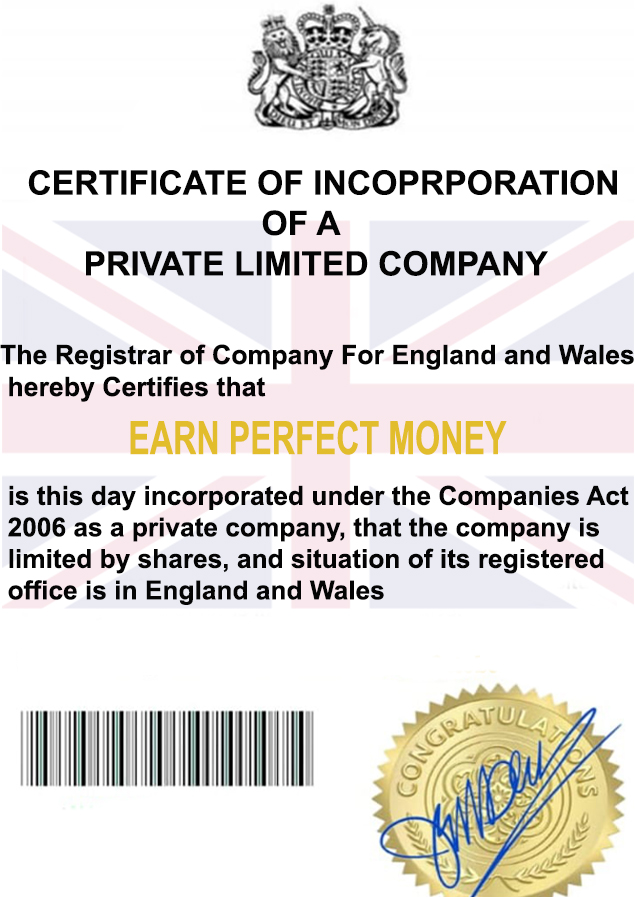 CERTIFICATE OF INCOPRPORATION
OF A
PRIVATE LIMITED COMPANY
The Registrar of Company For England and Wales
hereby Certifies that
EARN PERFECT MONEY
is this day incorporated under the Companies Act
2006 as a private company, that the company is
limited by shares, and situation of its registered
office is in England and Wales
CONGRATULATIONS